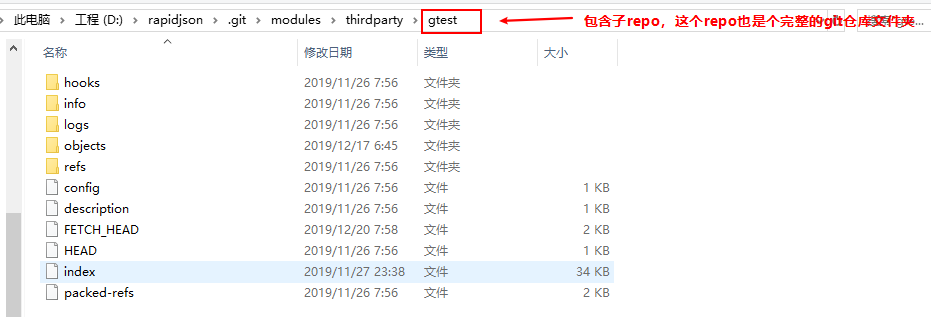 此电脑 › 工程 (D:) › rapidjson › .git › modules › thirdparty › gtest
包含子repo，这个repo也是个完整的git仓库文件夹
名称 修改日期 类型 大小
hooks 2019/11/26 7:56 文件夹
info 2019/11/26 7:56 文件夹
logs 2019/11/26 7:56 文件夹
objects 2019/12/17 6:45 文件夹
refs 2019/11/26 7:56 文件夹
config 2019/11/26 7:56 文件 1 KB
description 2019/11/26 7:56 文件 1 KB
FETCH_HEAD 2019/12/20 7:58 文件 2 KB
HEAD 2019/11/26 7:56 文件 1 KB
index 2019/11/27 23:38 文件 34 KB
packed-refs 2019/11/26 7:56 文件 2 KB